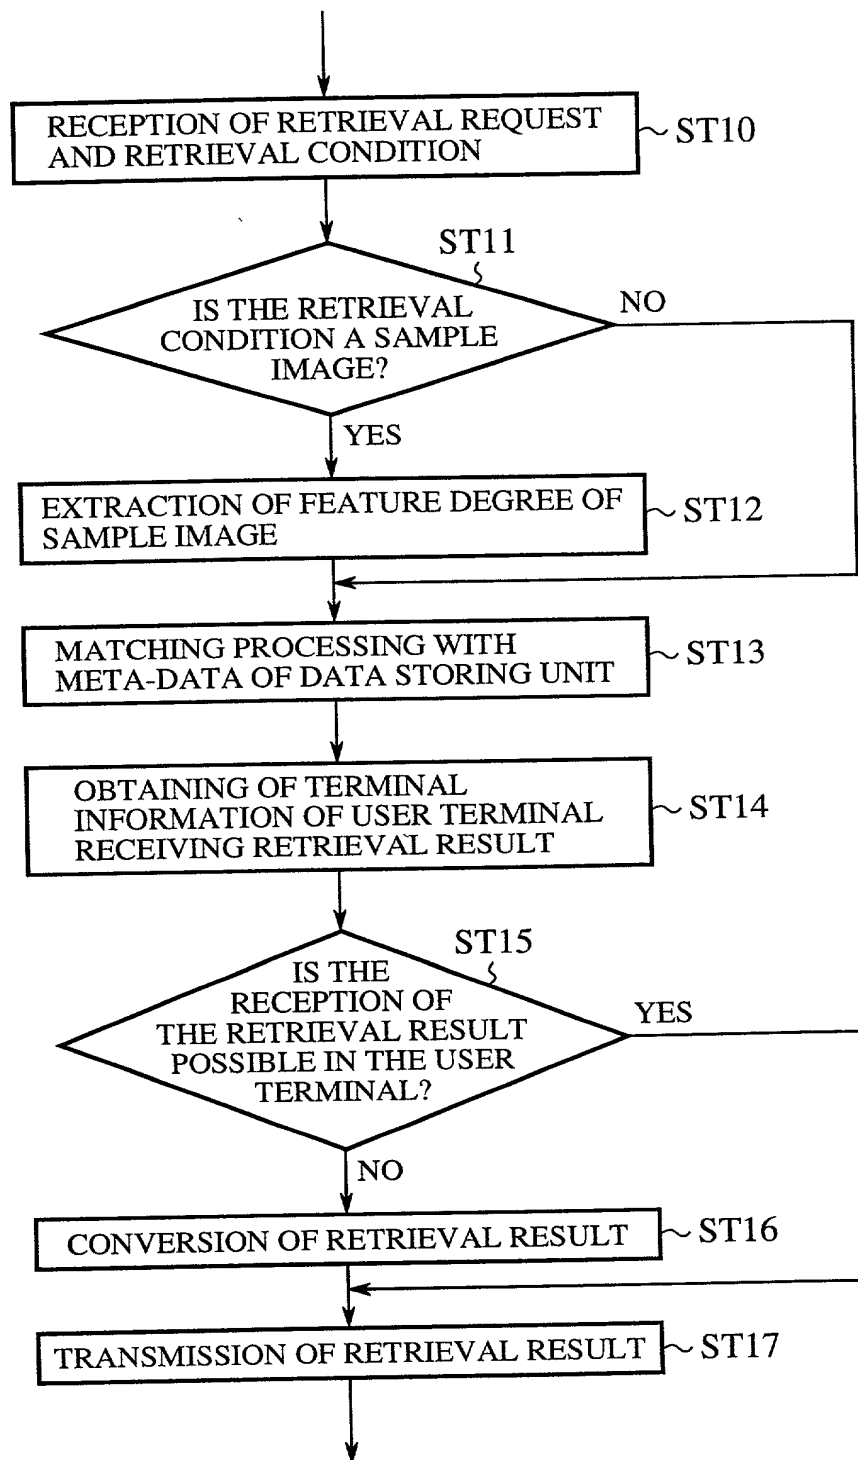 RECEPTION OF RETRIEVAL REQUEST
AND RETRIEVAL CONDITION
ST10
ST11
IS THE RETRIEVAL
CONDITION A SAMPLE
IMAGE?
NO
YES
EXTRACTION OF FEATURE DEGREE OF
SAMPLE IMAGE
ST12
MATCHING PROCESSING WITH
META-DATA OF DATA STORING UNIT
ST13
OBTAINING OF TERMINAL
INFORMATION OF USER TERMINAL
RECEIVING RETRIEVAL RESULT
ST14
ST15
IS THE
RECEPTION OF
THE RETRIEVAL RESULT
POSSIBLE IN THE USER
TERMINAL?
YES
NO
CONVERSION OF RETRIEVAL RESULT
ST16
TRANSMISSION OF RETRIEVAL RESULT
ST17